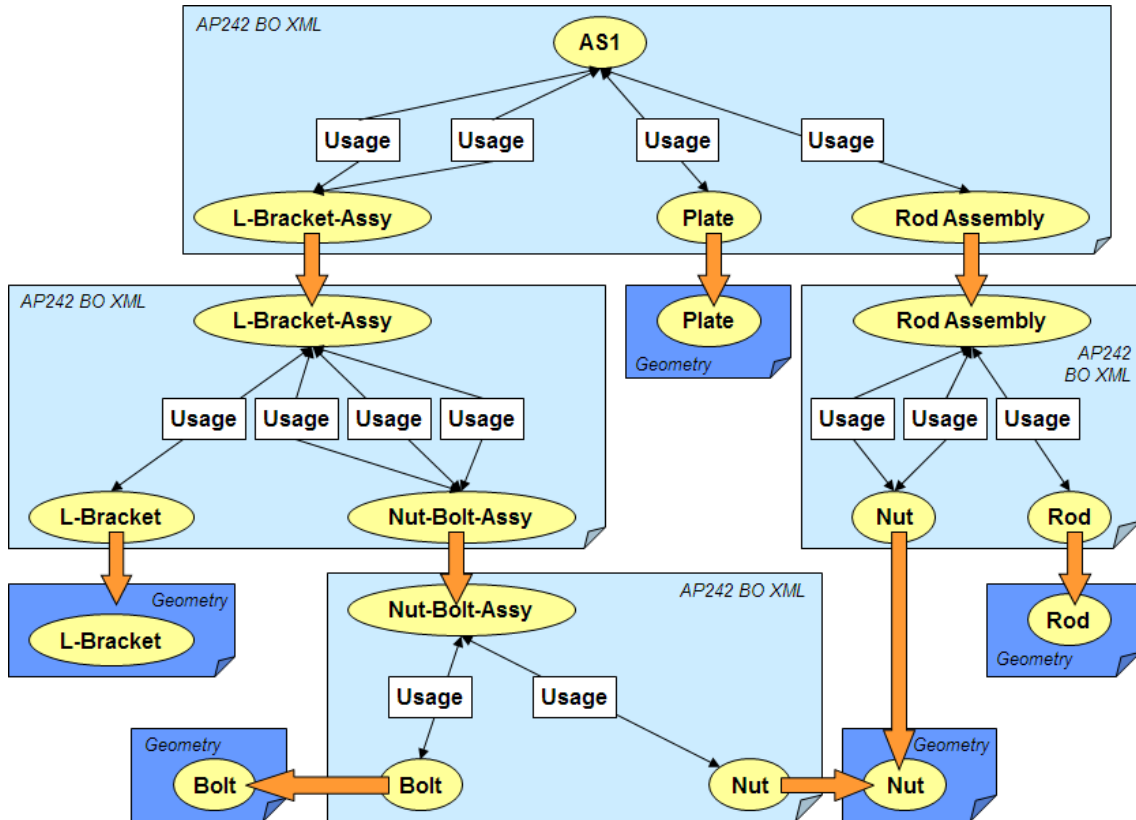 AP242 BO XML
AS1
Usage
Usage
Usage
Usage
L-Bracket-Assy
Plate
Rod Assembly
AP242 BO XML
L-Bracket-Assy
Usage
Usage
Usage
Usage
L-Bracket
Nut-Bolt-Assy
Plate
Geometry
Rod Assembly
AP242
BO XML
Usage
Usage
Usage
Nut
Rod
Geometry
L-Bracket
AP242 BO XML
Nut-Bolt-Assy
Usage
Usage
Bolt
Nut
Rod
Geometry
Geometry
Bolt
Geometry
Nut